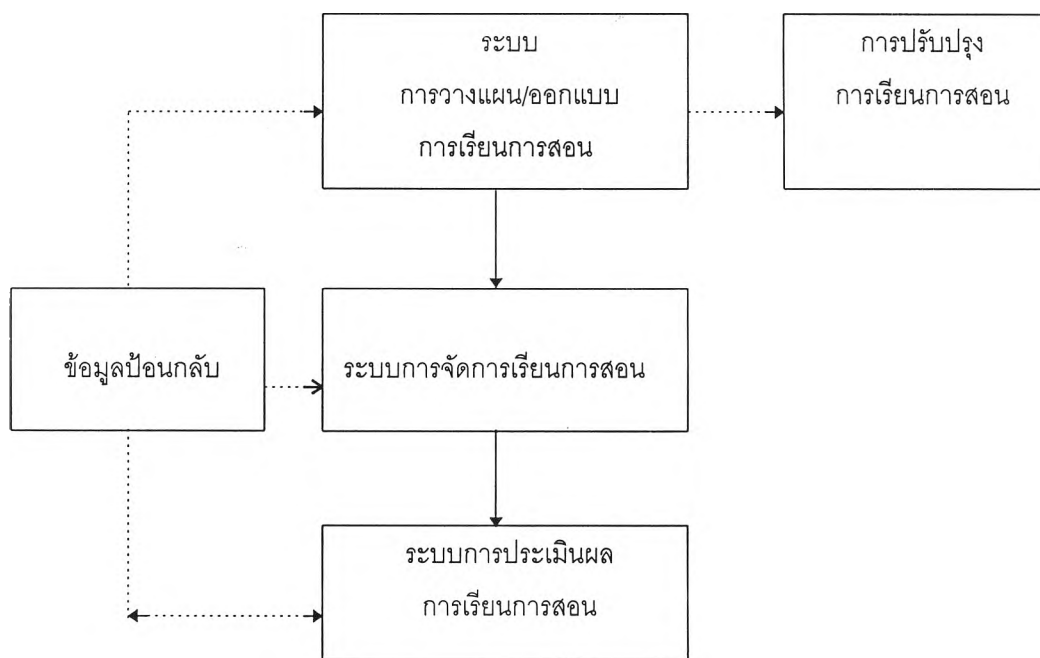 ระบบ
การวางแผน/ออกแบบ
การเรียนการสอน
การปรับปรุง
การเรียนการสอน
ข้อมูลป้อนกลับ
ระบบการจัดการเรียนการสอน
ระบบการประเมินผล
การเรียนการสอน